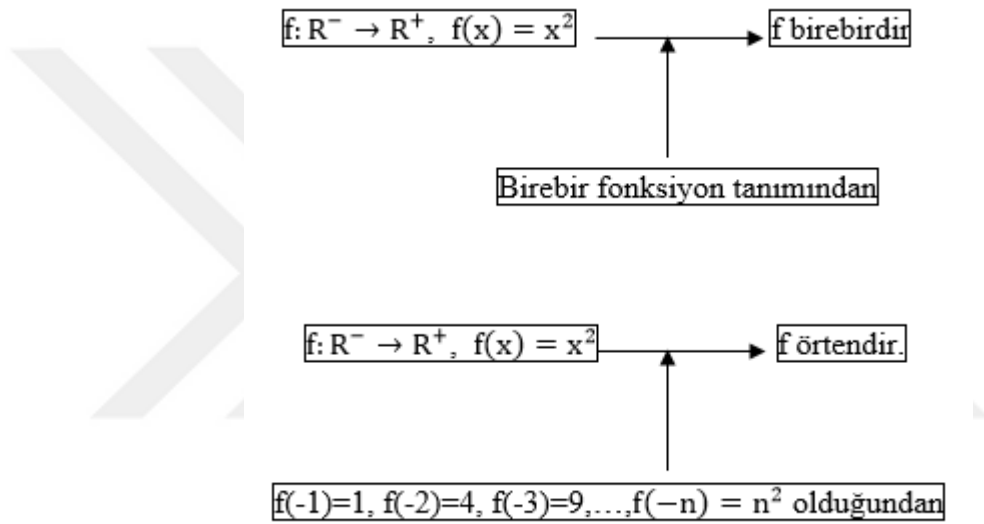 f: R⁻ → R⁺, f(x) = x² f birebirdir
Birebir fonksiyon tanımından
f: R⁻ → R⁺, f(x) = x² f örtendir.
f(-1)=1, f(-2)=4, f(-3)=9,…,f(−n) = n² olduğundan